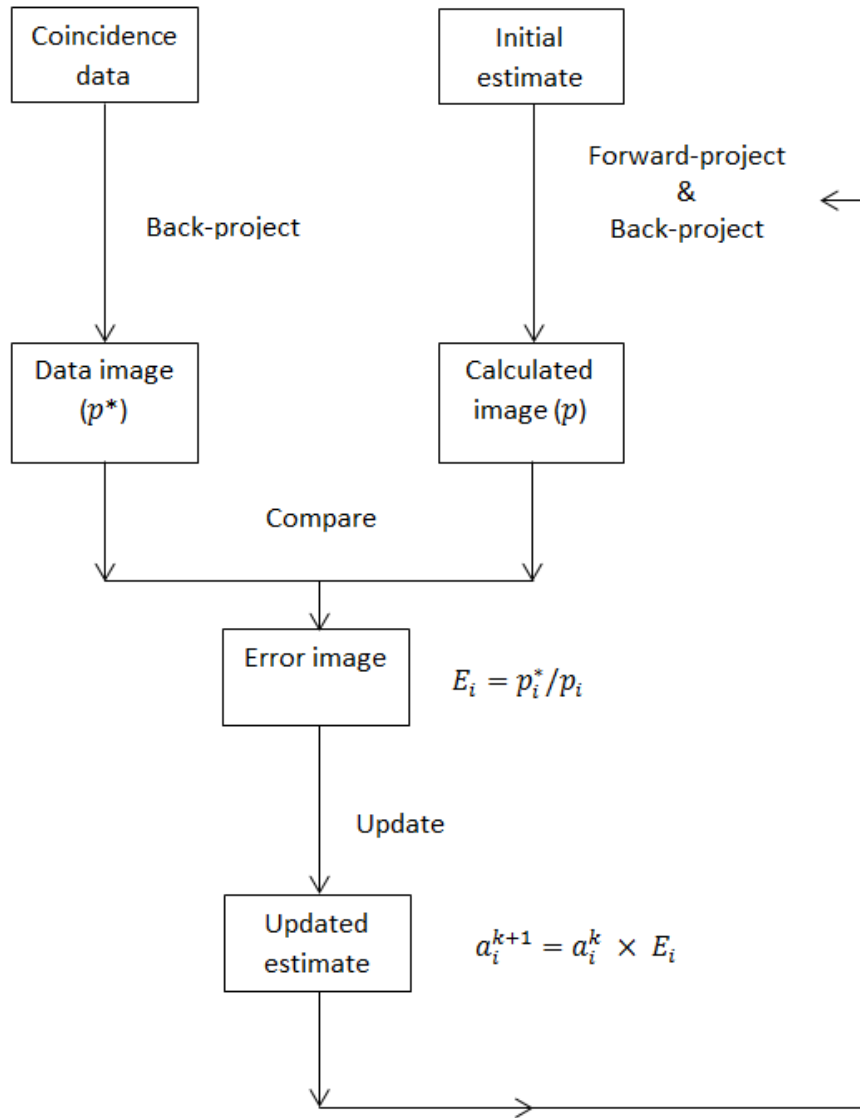 Coincidence
data
Initial
estimate
Forward-project
&
Back-project
Back-project
Data image
(p*)
Calculated
image (p)
Compare
Error image
E_i = p_i^*/p_i
Update
Updated
estimate
a_i^{k+1} = a_i^k × E_i